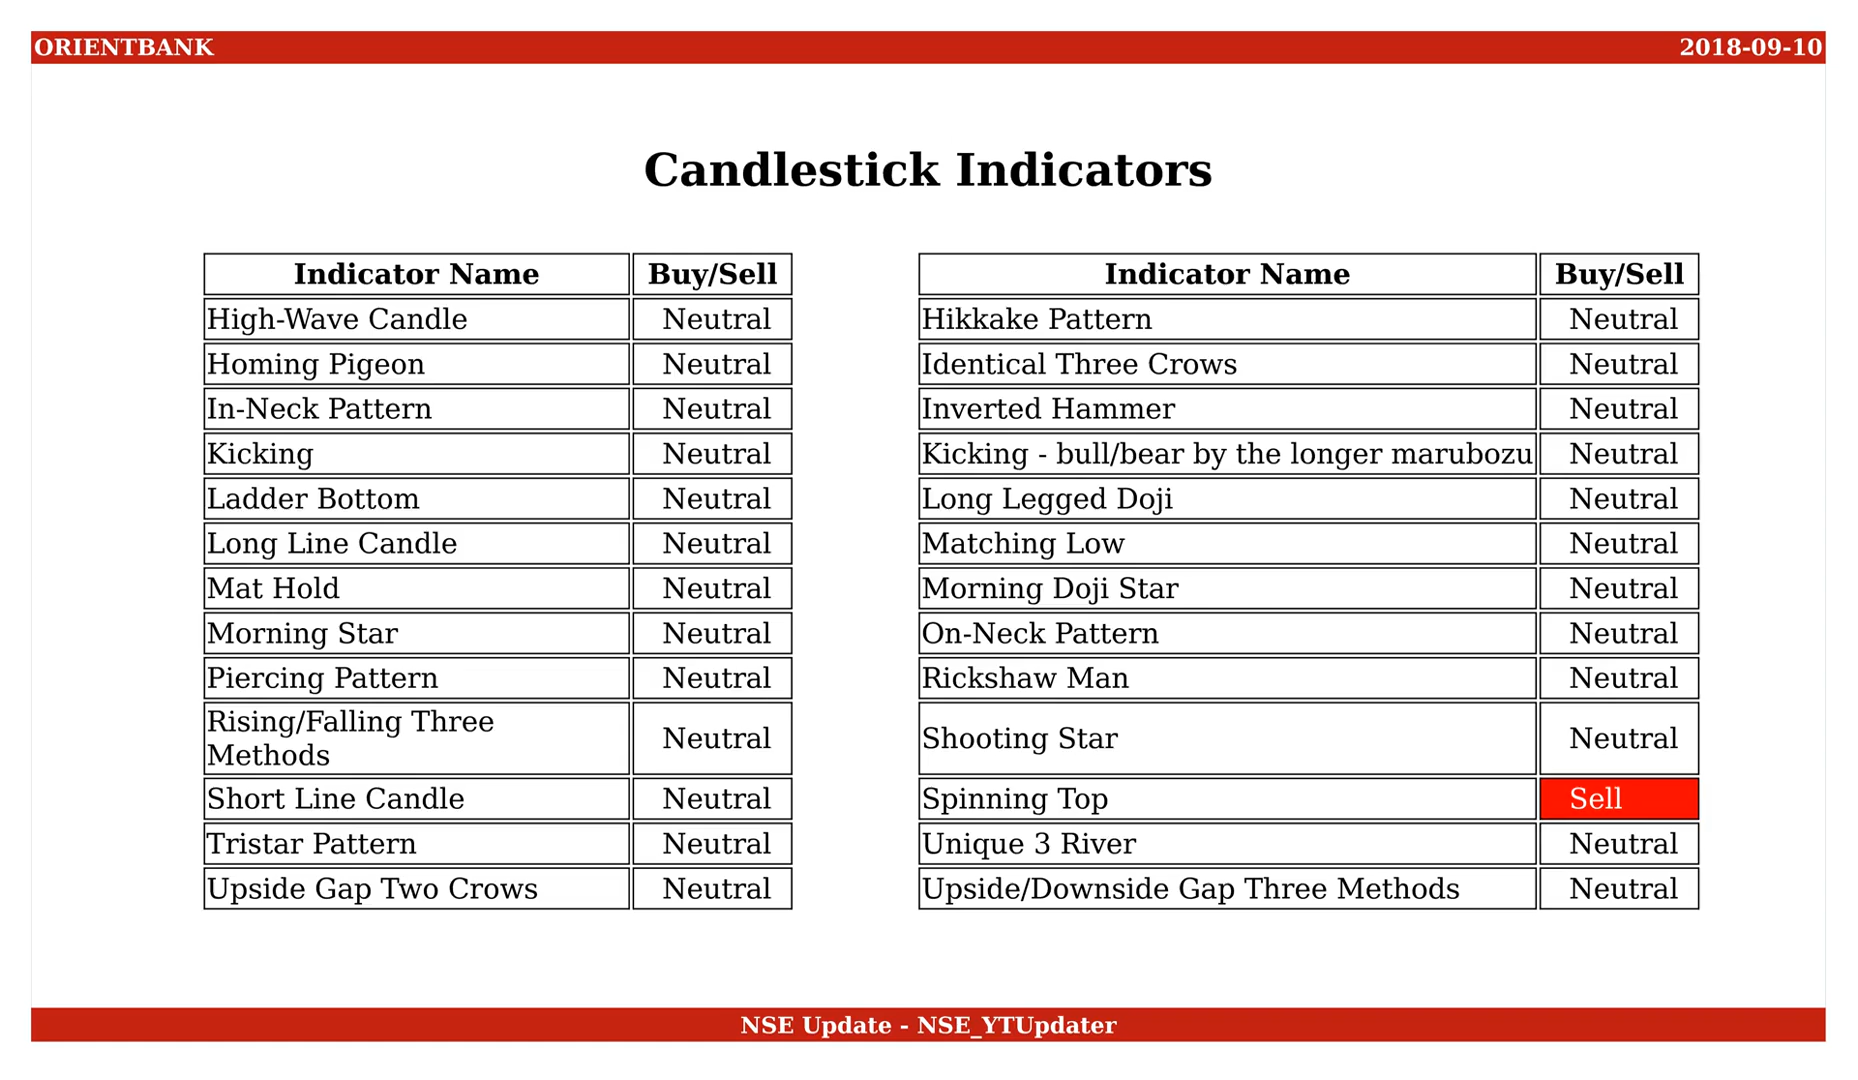 ORIENTBANK 2018-09-10
Candlestick Indicators
Indicator Name Buy/Sell
High-Wave Candle Neutral
Homing Pigeon Neutral
In-Neck Pattern Neutral
Kicking Neutral
Ladder Bottom Neutral
Long Line Candle Neutral
Mat Hold Neutral
Morning Star Neutral
Piercing Pattern Neutral
Rising/Falling Three
Methods Neutral
Short Line Candle Neutral
Tristar Pattern Neutral
Upside Gap Two Crows Neutral
Indicator Name Buy/Sell
Hikkake Pattern Neutral
Identical Three Crows Neutral
Inverted Hammer Neutral
Kicking - bull/bear by the longer marubozu Neutral
Long Legged Doji Neutral
Matching Low Neutral
Morning Doji Star Neutral
On-Neck Pattern Neutral
Rickshaw Man Neutral
Shooting Star Neutral
Spinning Top Sell
Unique 3 River Neutral
Upside/Downside Gap Three Methods Neutral
NSE Update - NSE_YTUpdater